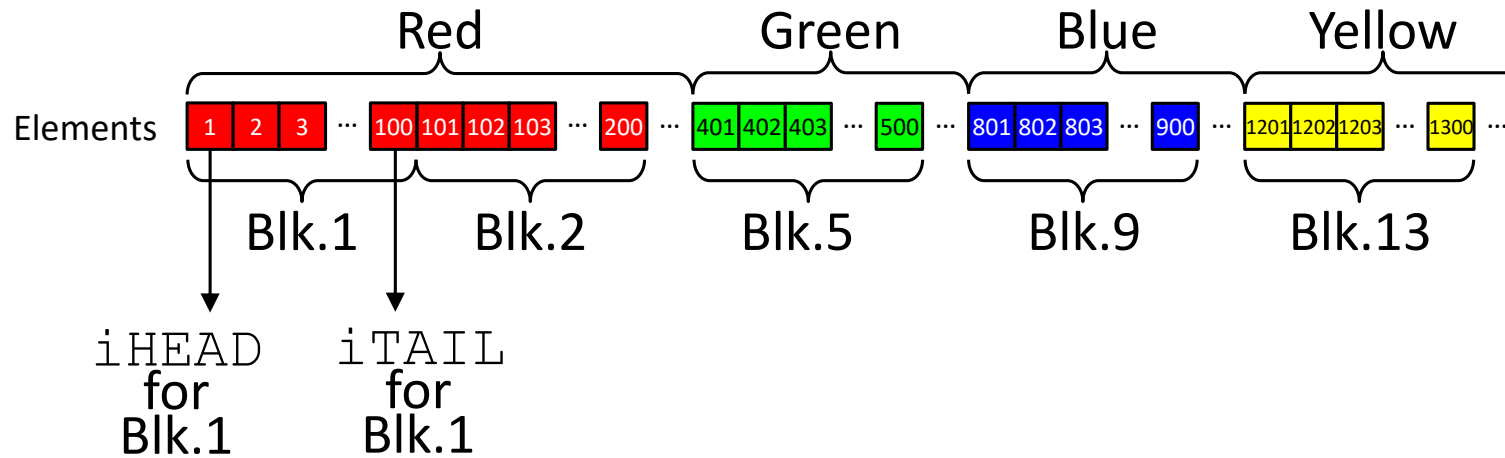 Red Green Blue Yellow
Elements 1 2 3 ... 100 101 102 103 ... 200 ... 401 402 403 ... 500 ... 801 802 803 ... 900 ... 1201 1202 1203 ... 1300 ...
Blk.1 Blk.2 Blk.5 Blk.9 Blk.13
iHEAD iTAIL
for for
Blk.1 Blk.1